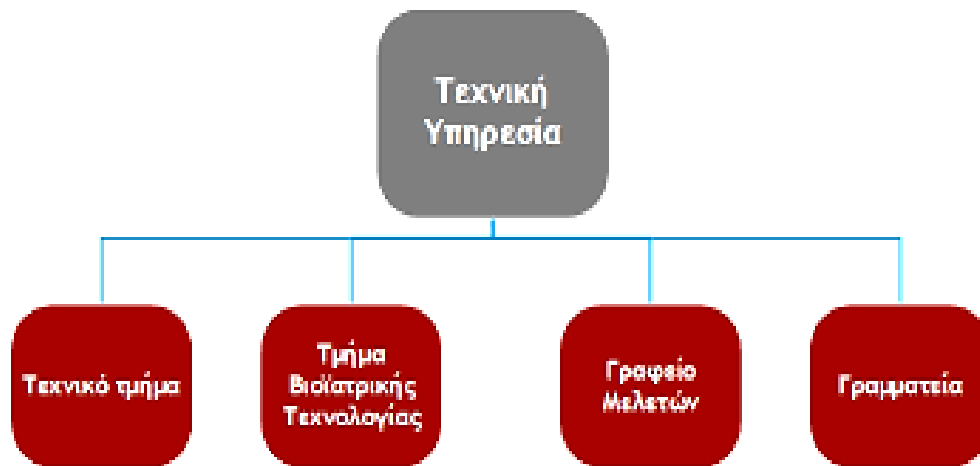 Τεχνική
Υπηρεσία
Τεχνικό τμήμα
Τμήμα
Βιοϊατρικής
Τεχνολογίας
Γραφείο
Μελετών
Γραμματεία